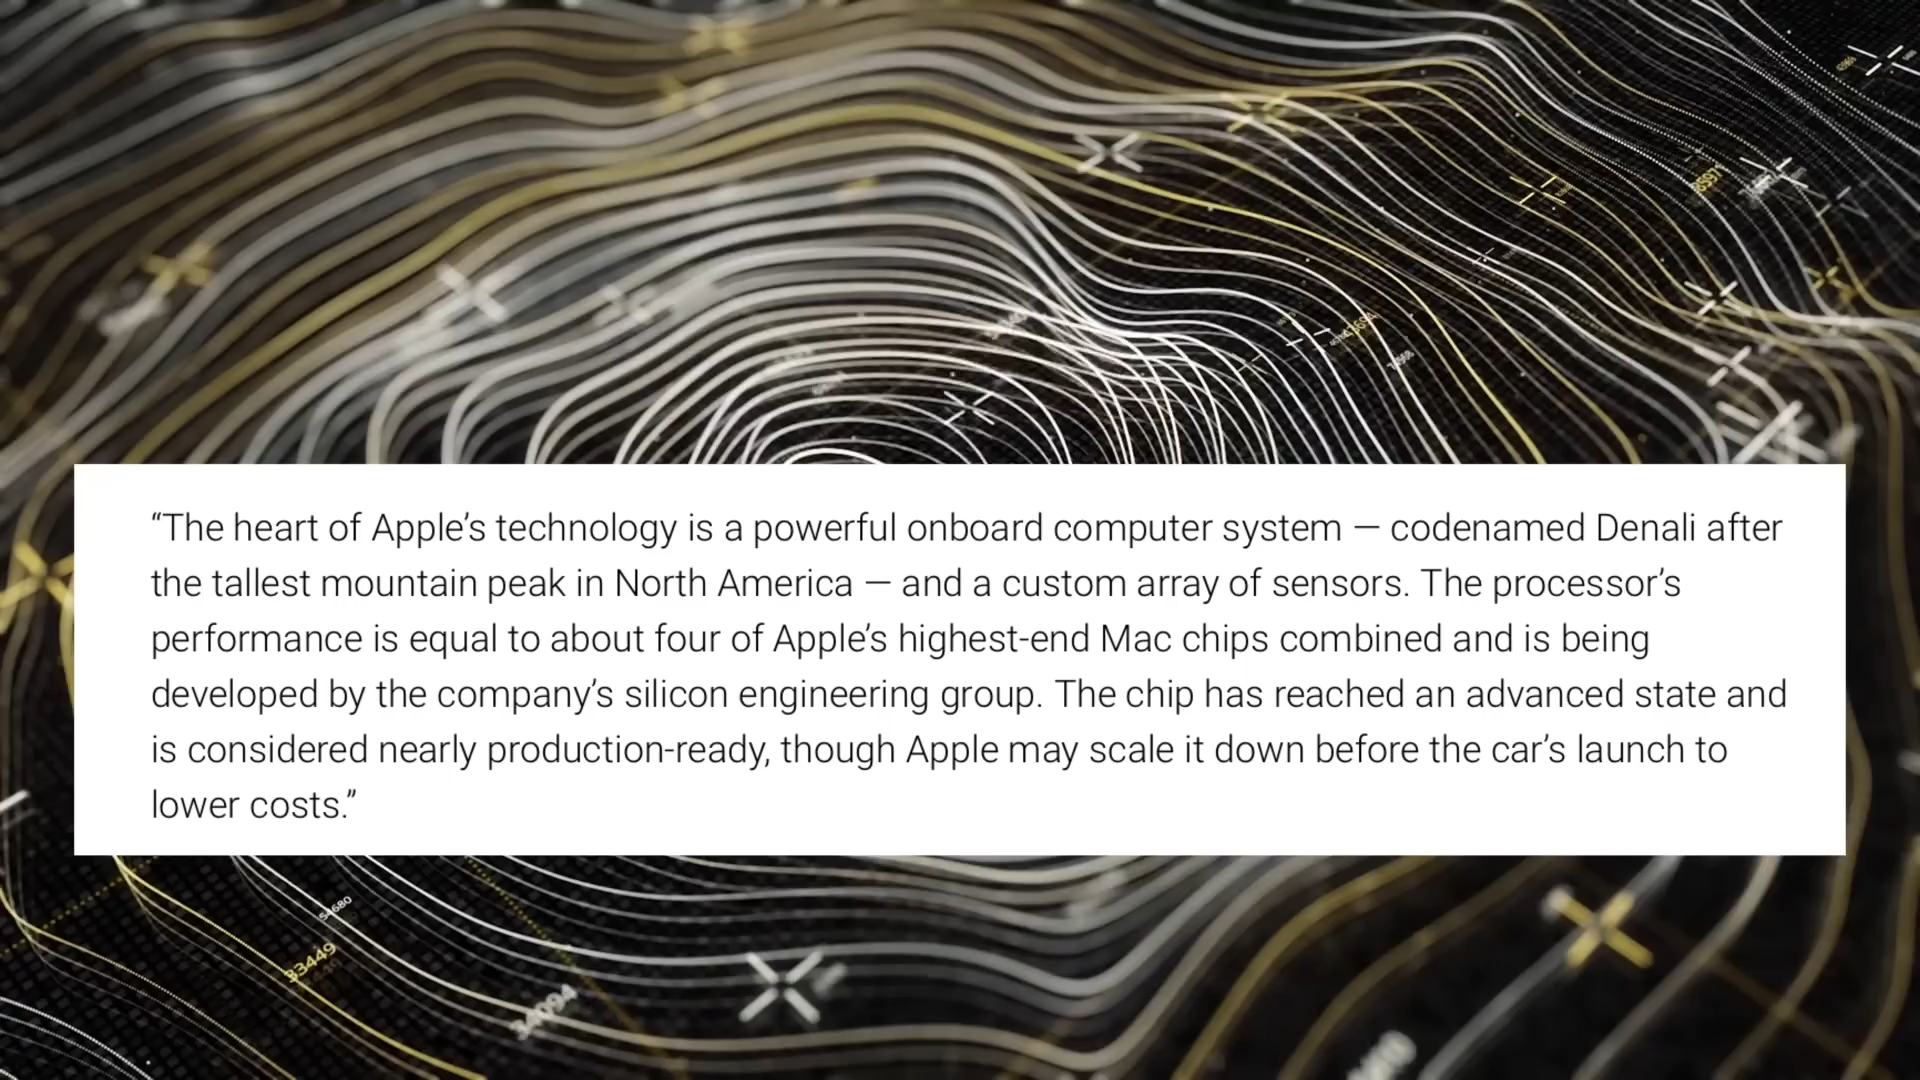 “The heart of Apple’s technology is a powerful onboard computer system — codenamed Denali after
the tallest mountain peak in North America — and a custom array of sensors. The processor’s
performance is equal to about four of Apple’s highest-end Mac chips combined and is being
developed by the company’s silicon engineering group. The chip has reached an advanced state and
is considered nearly production-ready, though Apple may scale it down before the car’s launch to
lower costs.”
54680
33449
34094